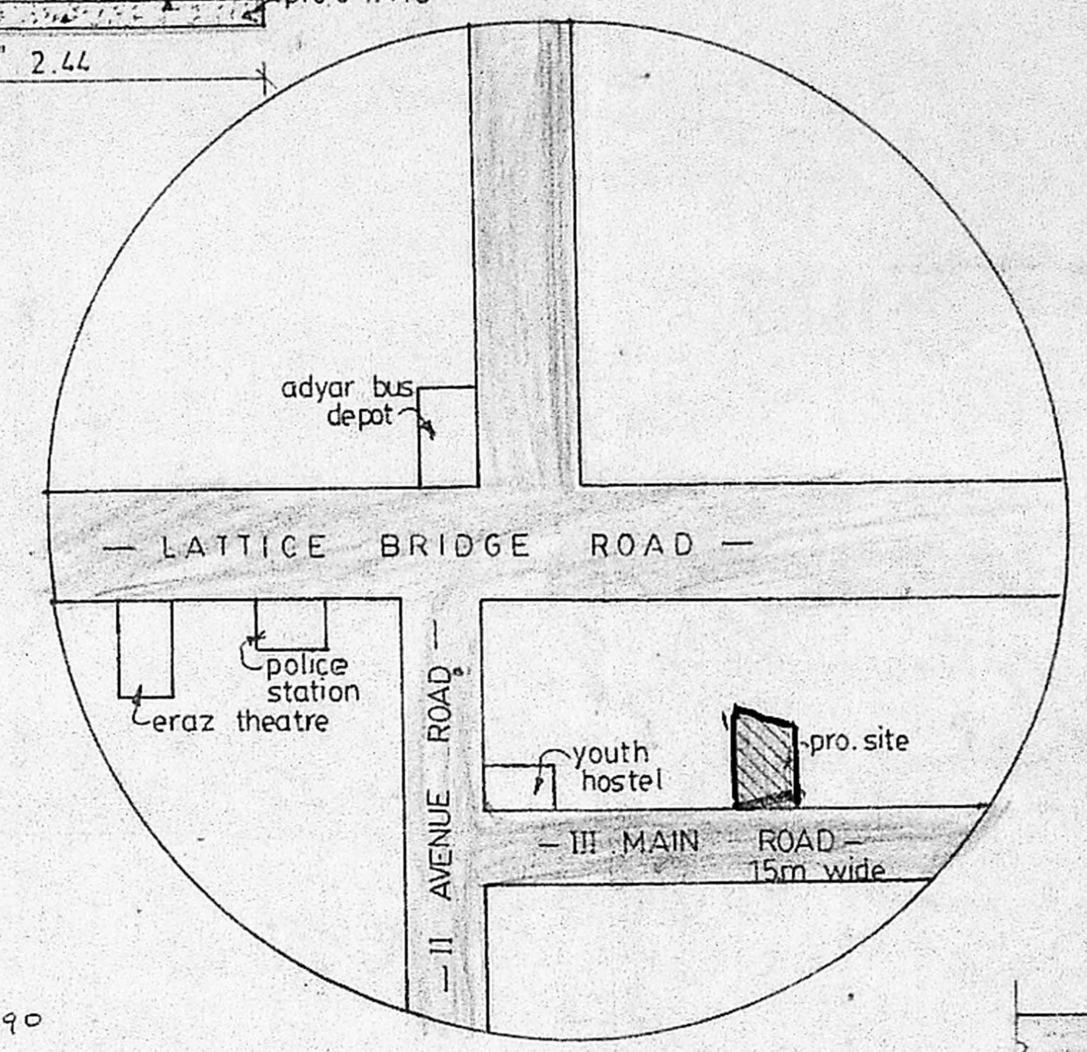 2.44
adyar bus
depot
— LATTICE BRIDGE ROAD —
police
station
eraz theatre
— II AVENUE ROAD —
youth
hostel
pro. site
— III MAIN ROAD —
15m wide
90